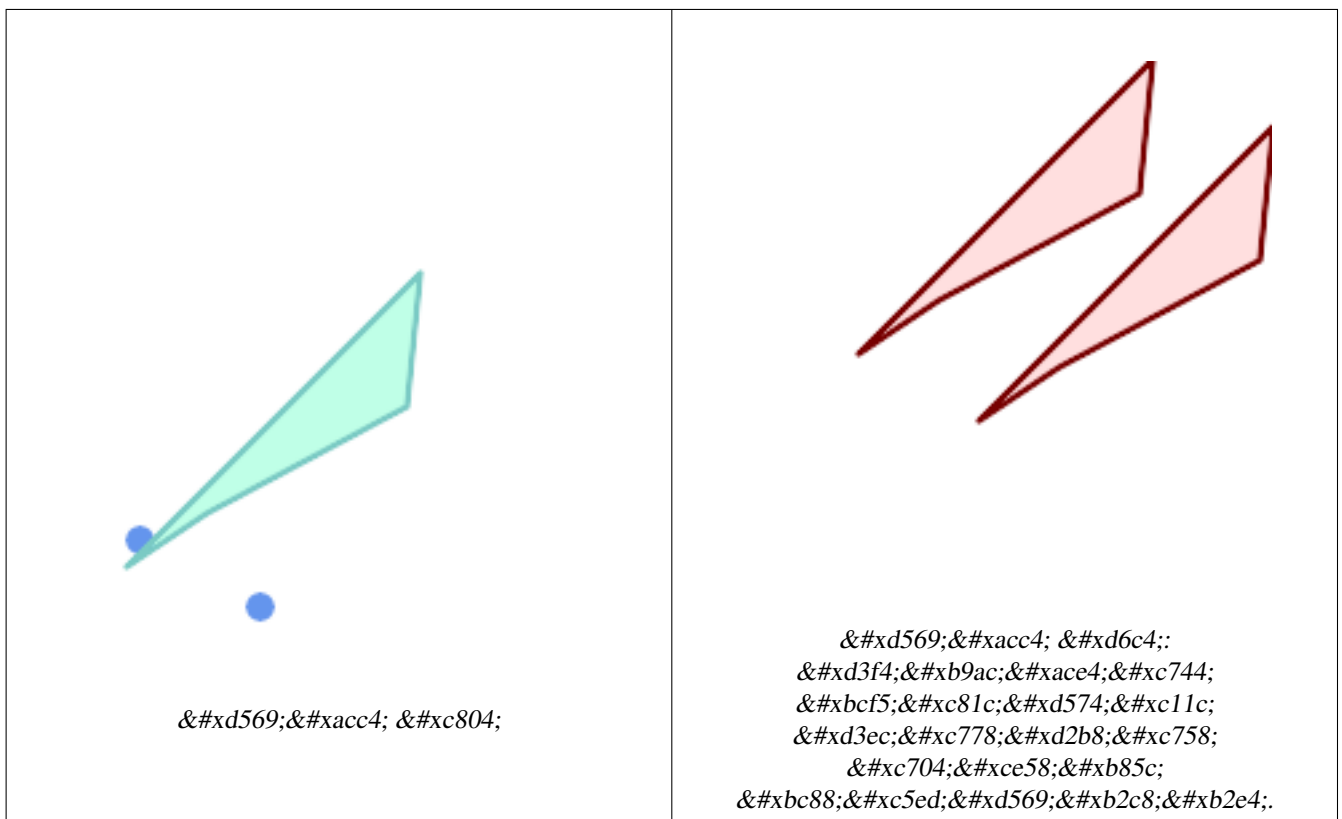 &#xd569;&#xacc4; &#xc804;
&#xd569;&#xacc4; &#xd6c4;:
&#xd3f4;&#xb9ac;&#xace4;&#xc744;
&#xbcf5;&#xc81c;&#xd574;&#xc11c;
&#xd3ec;&#xc778;&#xd2b8;&#xc758;
&#xc704;&#xce58;&#xb85c;
&#xbc88;&#xc5ed;&#xd569;&#xb2c8;&#xb2e4;.